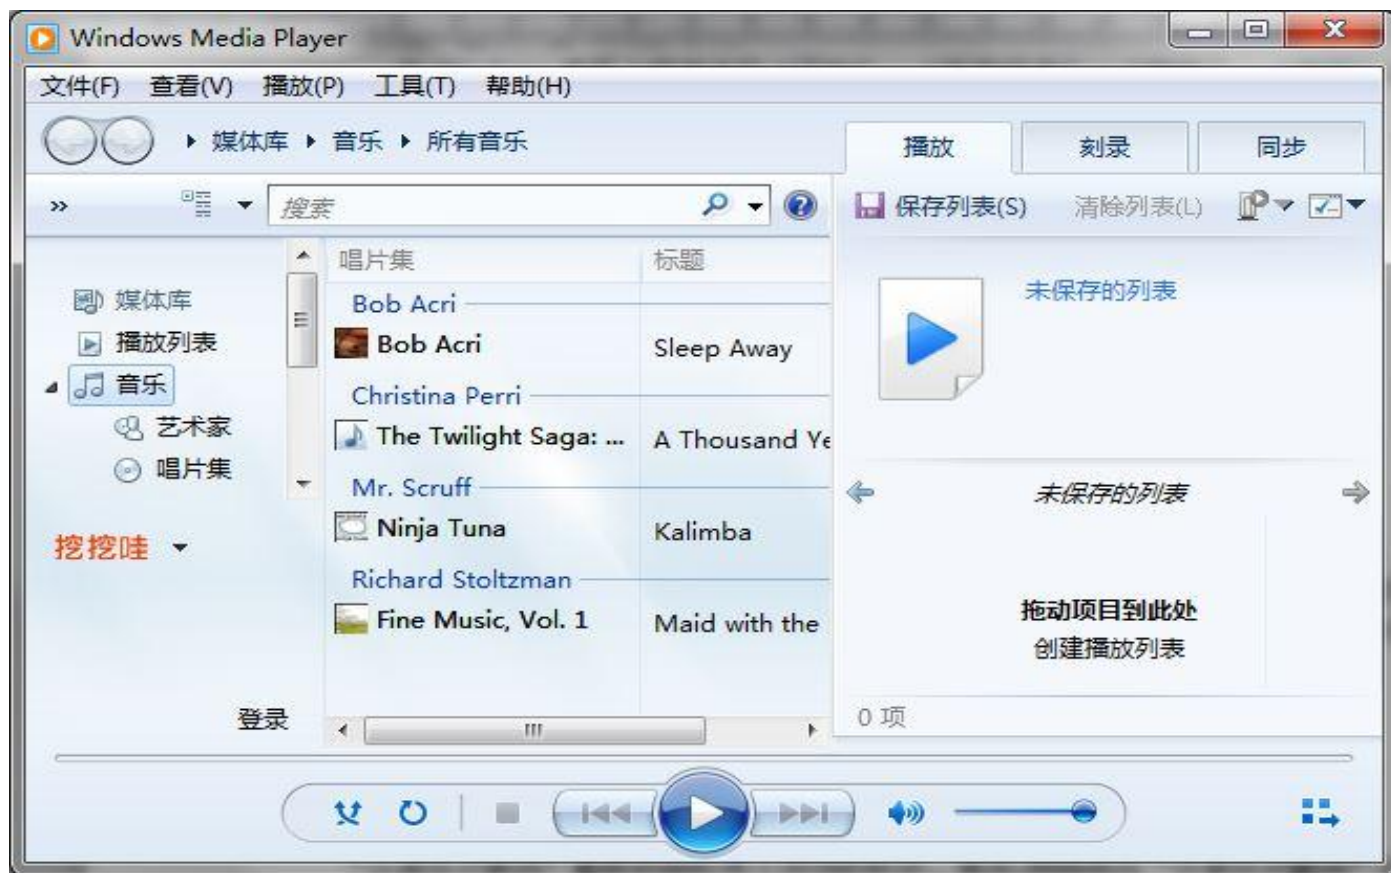 Windows Media Player
文件(F) 查看(V) 播放(P) 工具(T) 帮助(H)
媒体库 音乐 所有音乐
播放 刻录 同步
» 搜索
保存列表(S) 清除列表(L)
唱片集 标题
媒体库
播放列表
音乐
艺术家
唱片集
挖挖哇
登录
Bob Acri
Bob Acri Sleep Away
Christina Perri
The Twilight Saga: ... A Thousand Ye
Mr. Scruff
Ninja Tuna Kalimba
Richard Stoltzman
Fine Music, Vol. 1 Maid with the
未保存的列表
未保存的列表
拖动项目到此处
创建播放列表
0 项